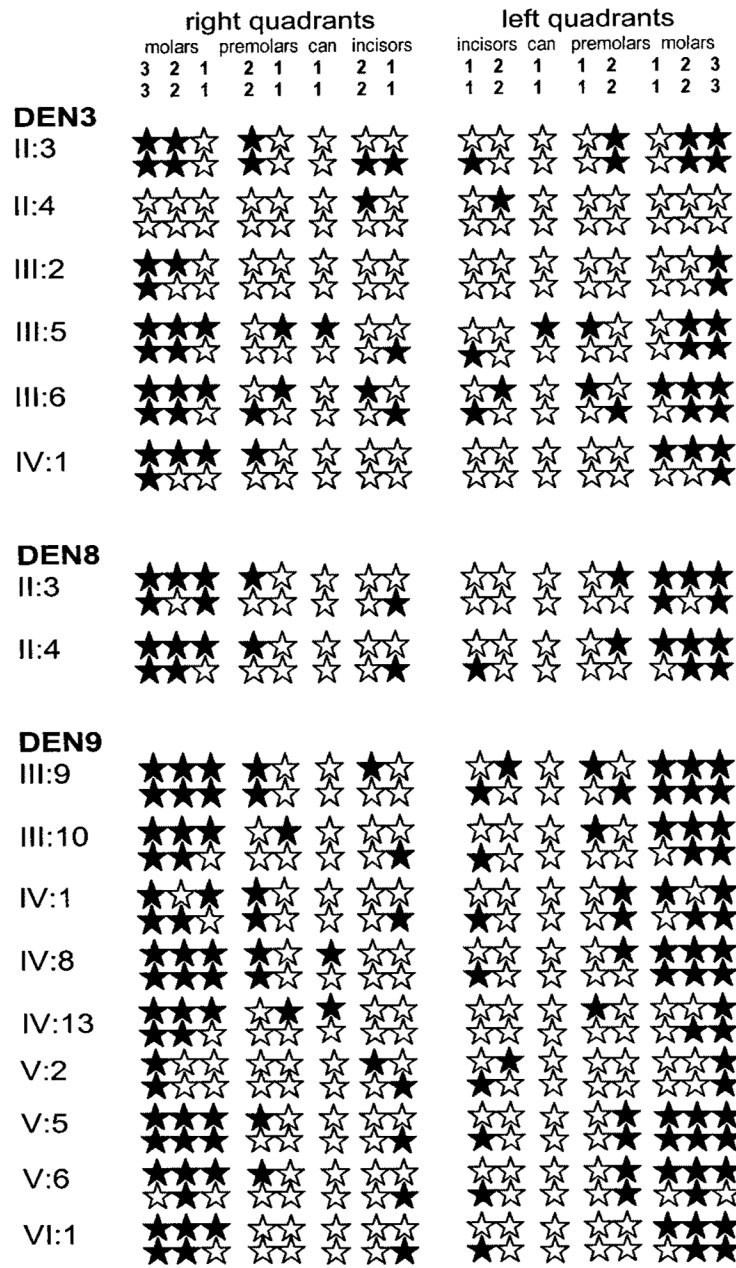 right quadrants left quadrants
molars premolars can incisors incisors can premolars molars
3 2 1 2 1 1 2 1 1 2 1 1 2 1 2 3
3 2 1 2 1 1 2 1 1 2 1 1 2 1 2 3
DEN3
II:3
II:4
III:2
III:5
III:6
IV:1
DEN8
II:3
II:4
DEN9
III:9
III:10
IV:1
IV:8
IV:13
V:2
V:5
V:6
VI:1